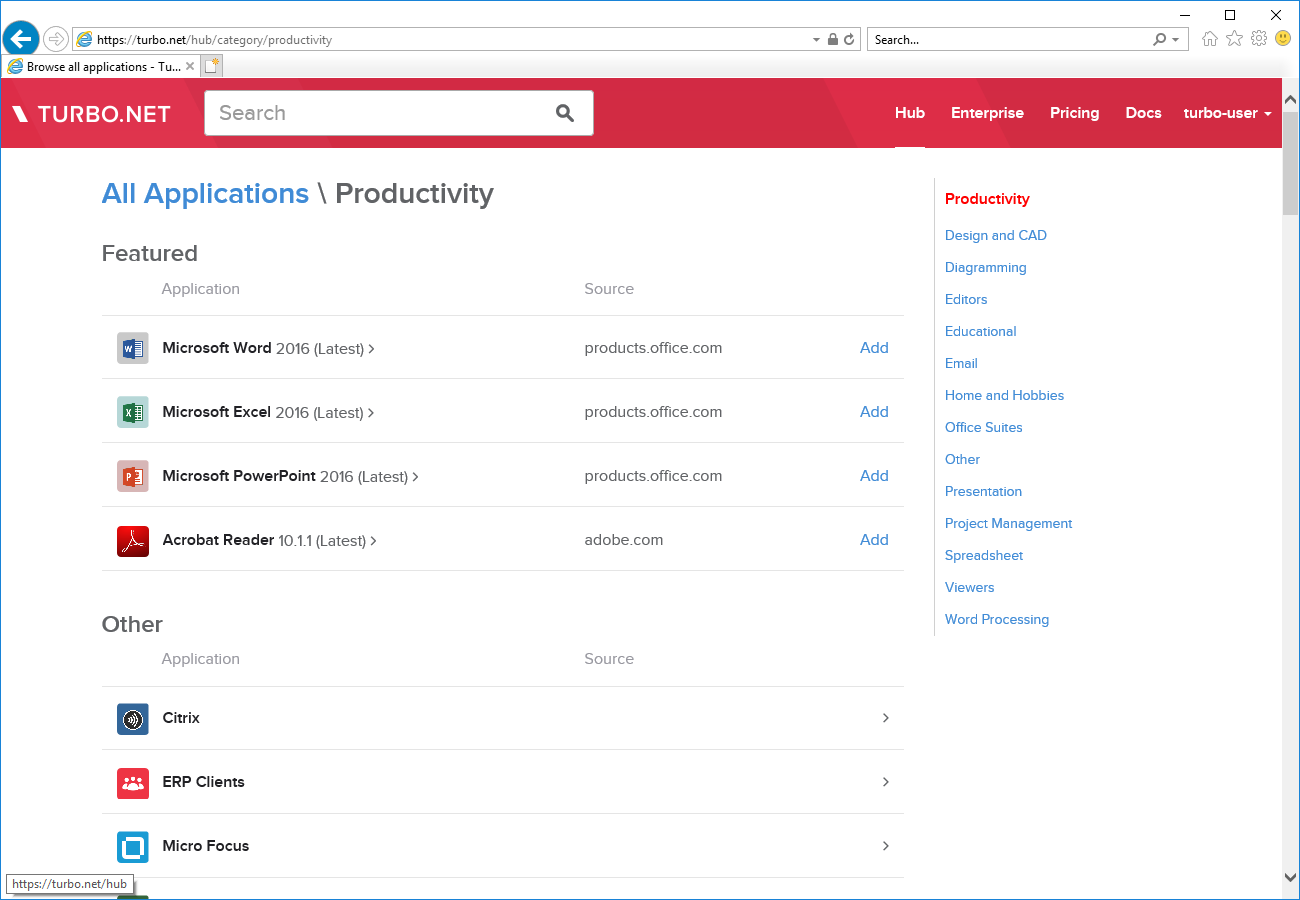 https://turbo.net/hub/category/productivity
Search...
Browse all applications - Tu...
TURBO.NET
Search
Hub
Enterprise
Pricing
Docs
turbo-user
All Applications \ Productivity
Featured
Application Source
Microsoft Word 2016 (Latest) products.office.com Add
Microsoft Excel 2016 (Latest) products.office.com Add
Microsoft PowerPoint 2016 (Latest) products.office.com Add
Acrobat Reader 10.1.1 (Latest) adobe.com Add
Other
Application Source
Citrix
ERP Clients
Micro Focus
Productivity
Design and CAD
Diagramming
Editors
Educational
Email
Home and Hobbies
Office Suites
Other
Presentation
Project Management
Spreadsheet
Viewers
Word Processing
https://turbo.net/hub